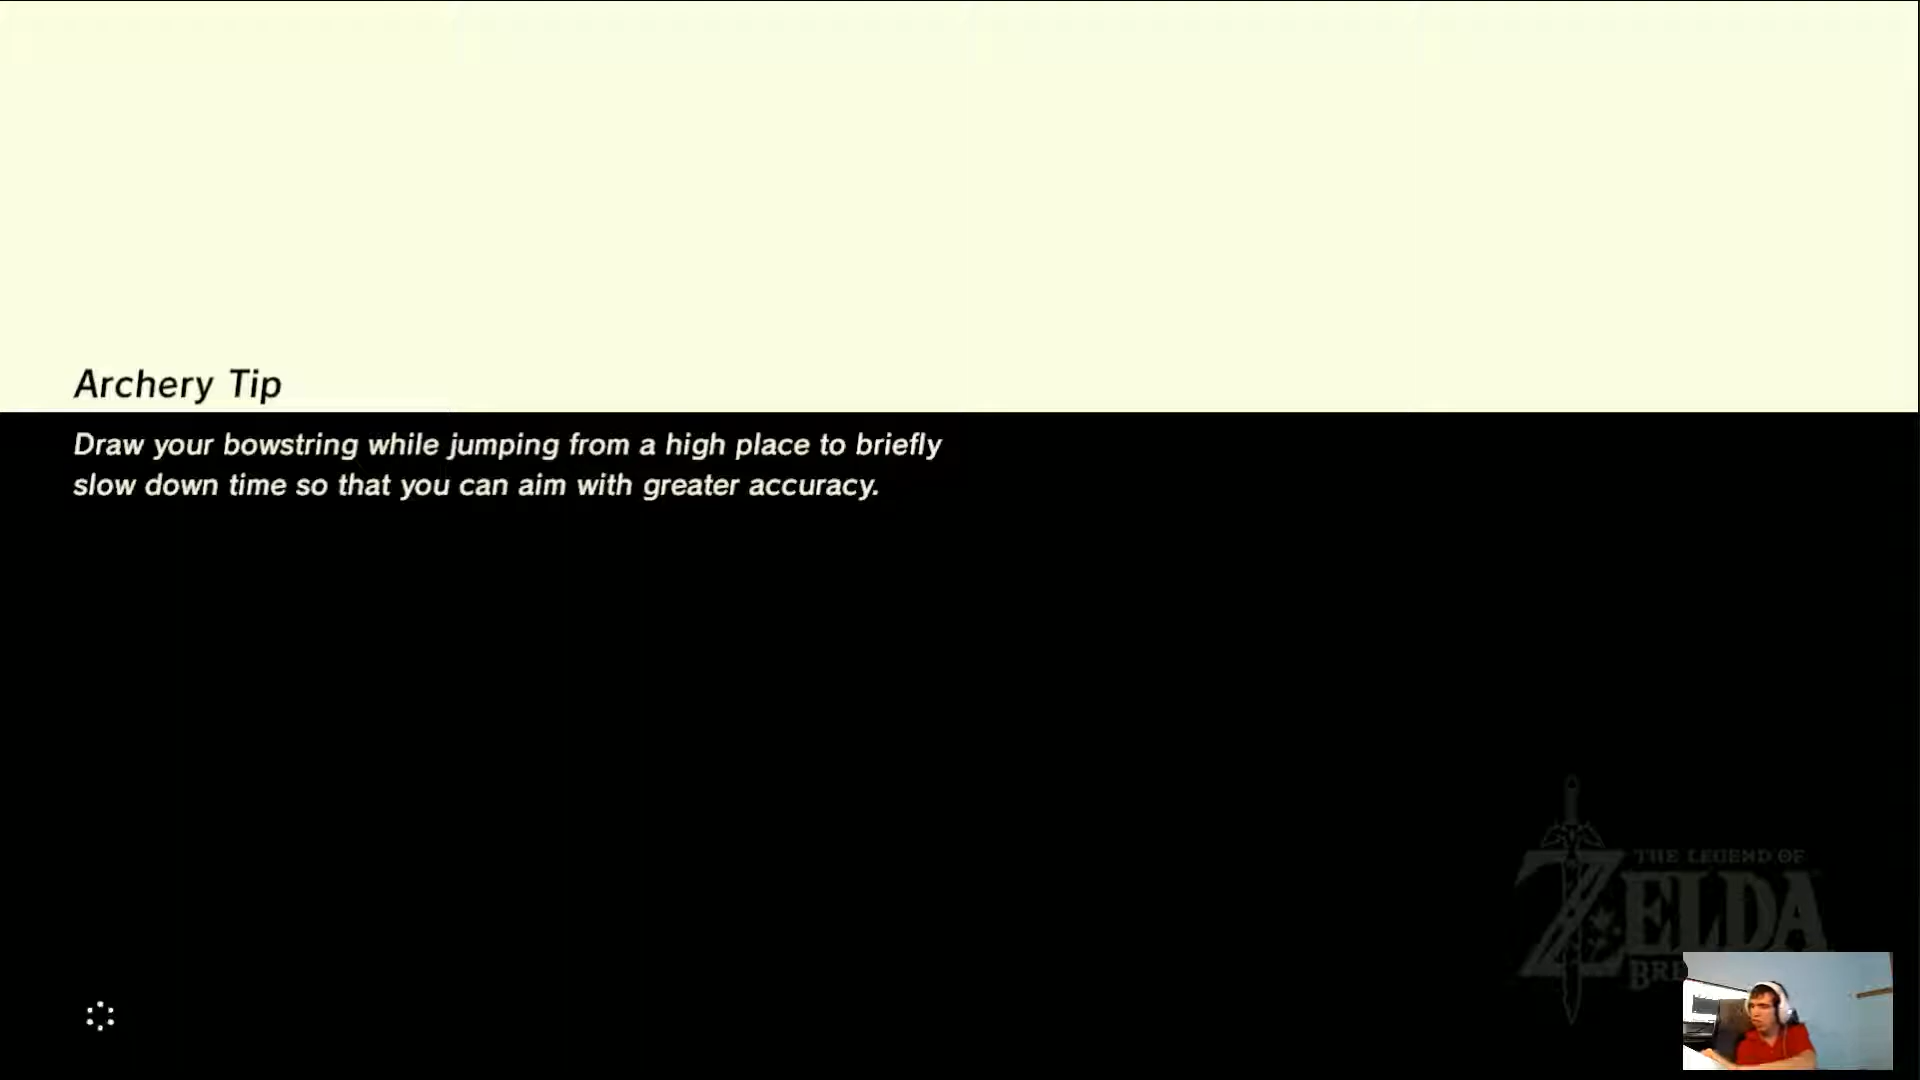 Archery Tip
Draw your bowstring while jumping from a high place to briefly
slow down time so that you can aim with greater accuracy.
THE LEGEND OF
ZELDA
BRE